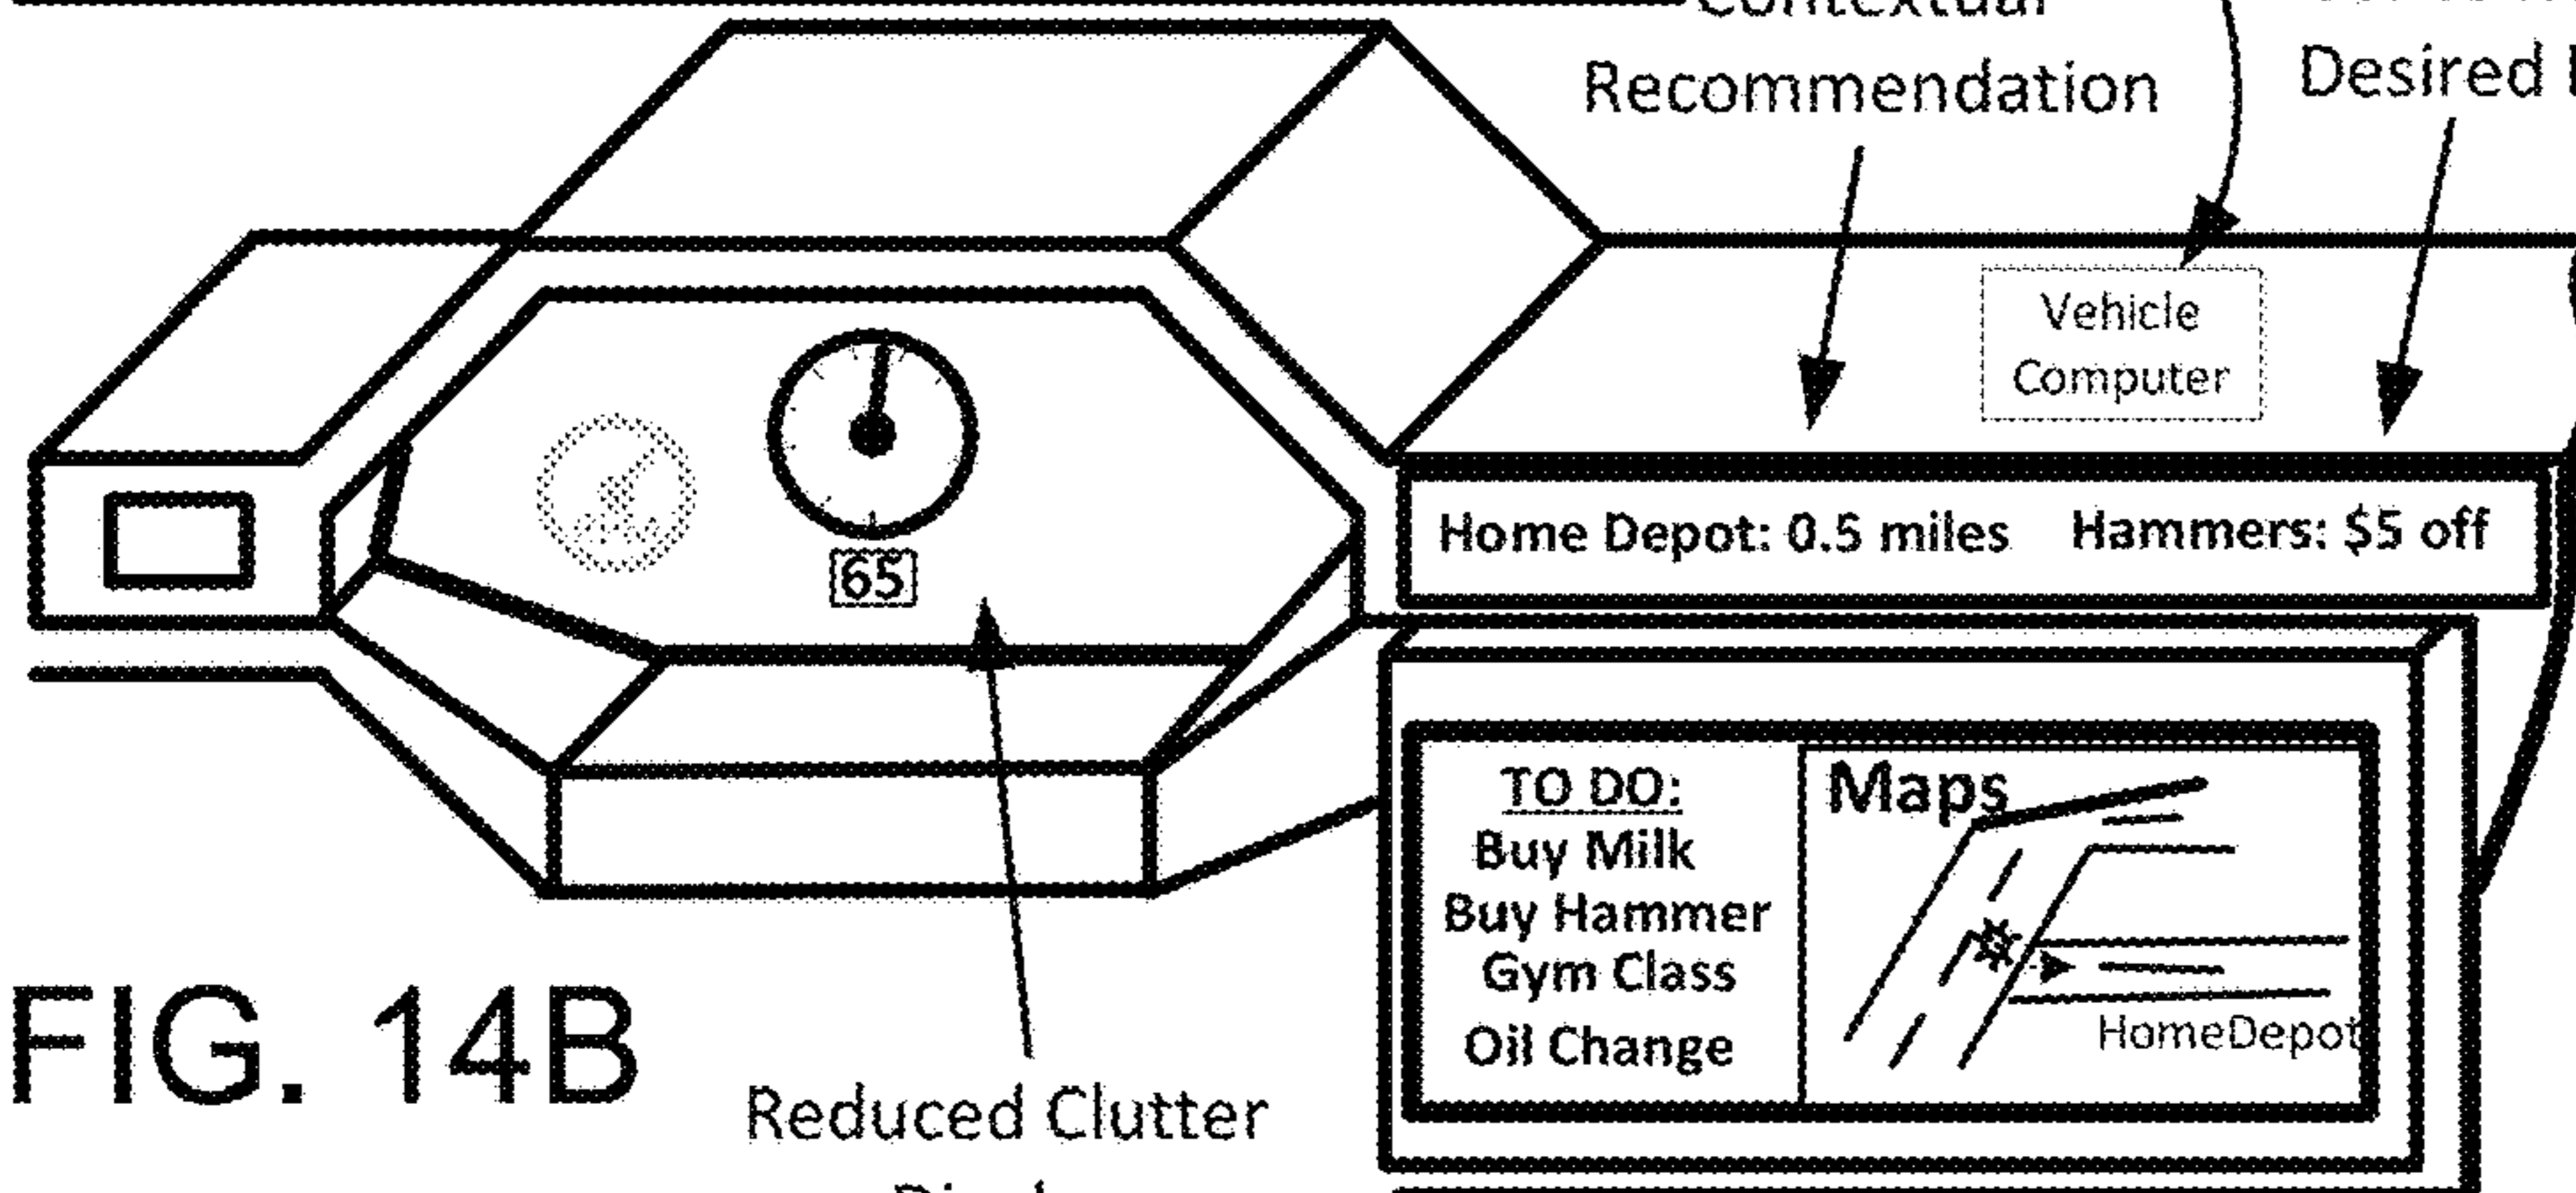 Contextual
Recommendation
Desired
Vehicle
Computer
65
Home Depot: 0.5 miles Hammers: $5 off
TO DO:
Buy Milk
Buy Hammer
Gym Class
Oil Change
Maps
HomeDepot
FIG. 14B
Reduced Clutter